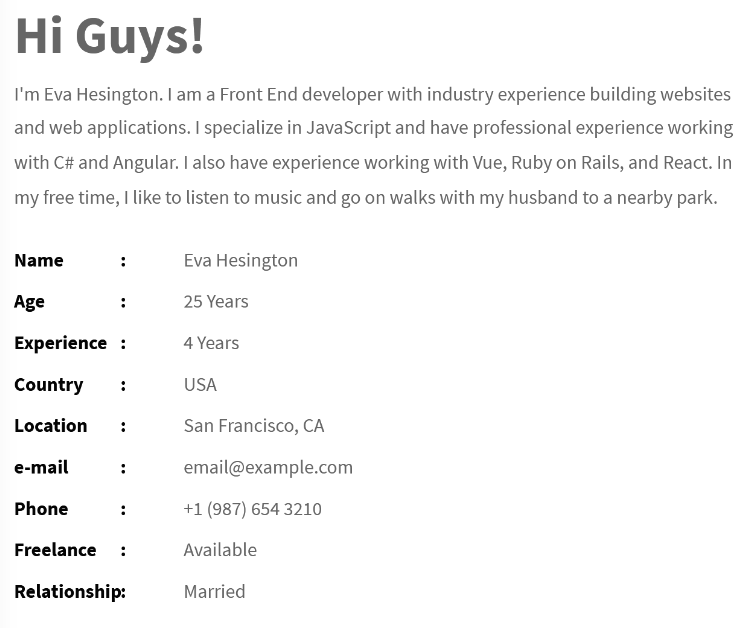 Hi Guys!
I'm Eva Hesington. I am a Front End developer with industry experience building websites
and web applications. I specialize in JavaScript and have professional experience working
with C# and Angular. I also have experience working with Vue, Ruby on Rails, and React. In
my free time, I like to listen to music and go on walks with my husband to a nearby park.
Name : Eva Hesington
Age : 25 Years
Experience : 4 Years
Country : USA
Location : San Francisco, CA
e-mail : email@example.com
Phone : +1 (987) 654 3210
Freelance : Available
Relationship: Married